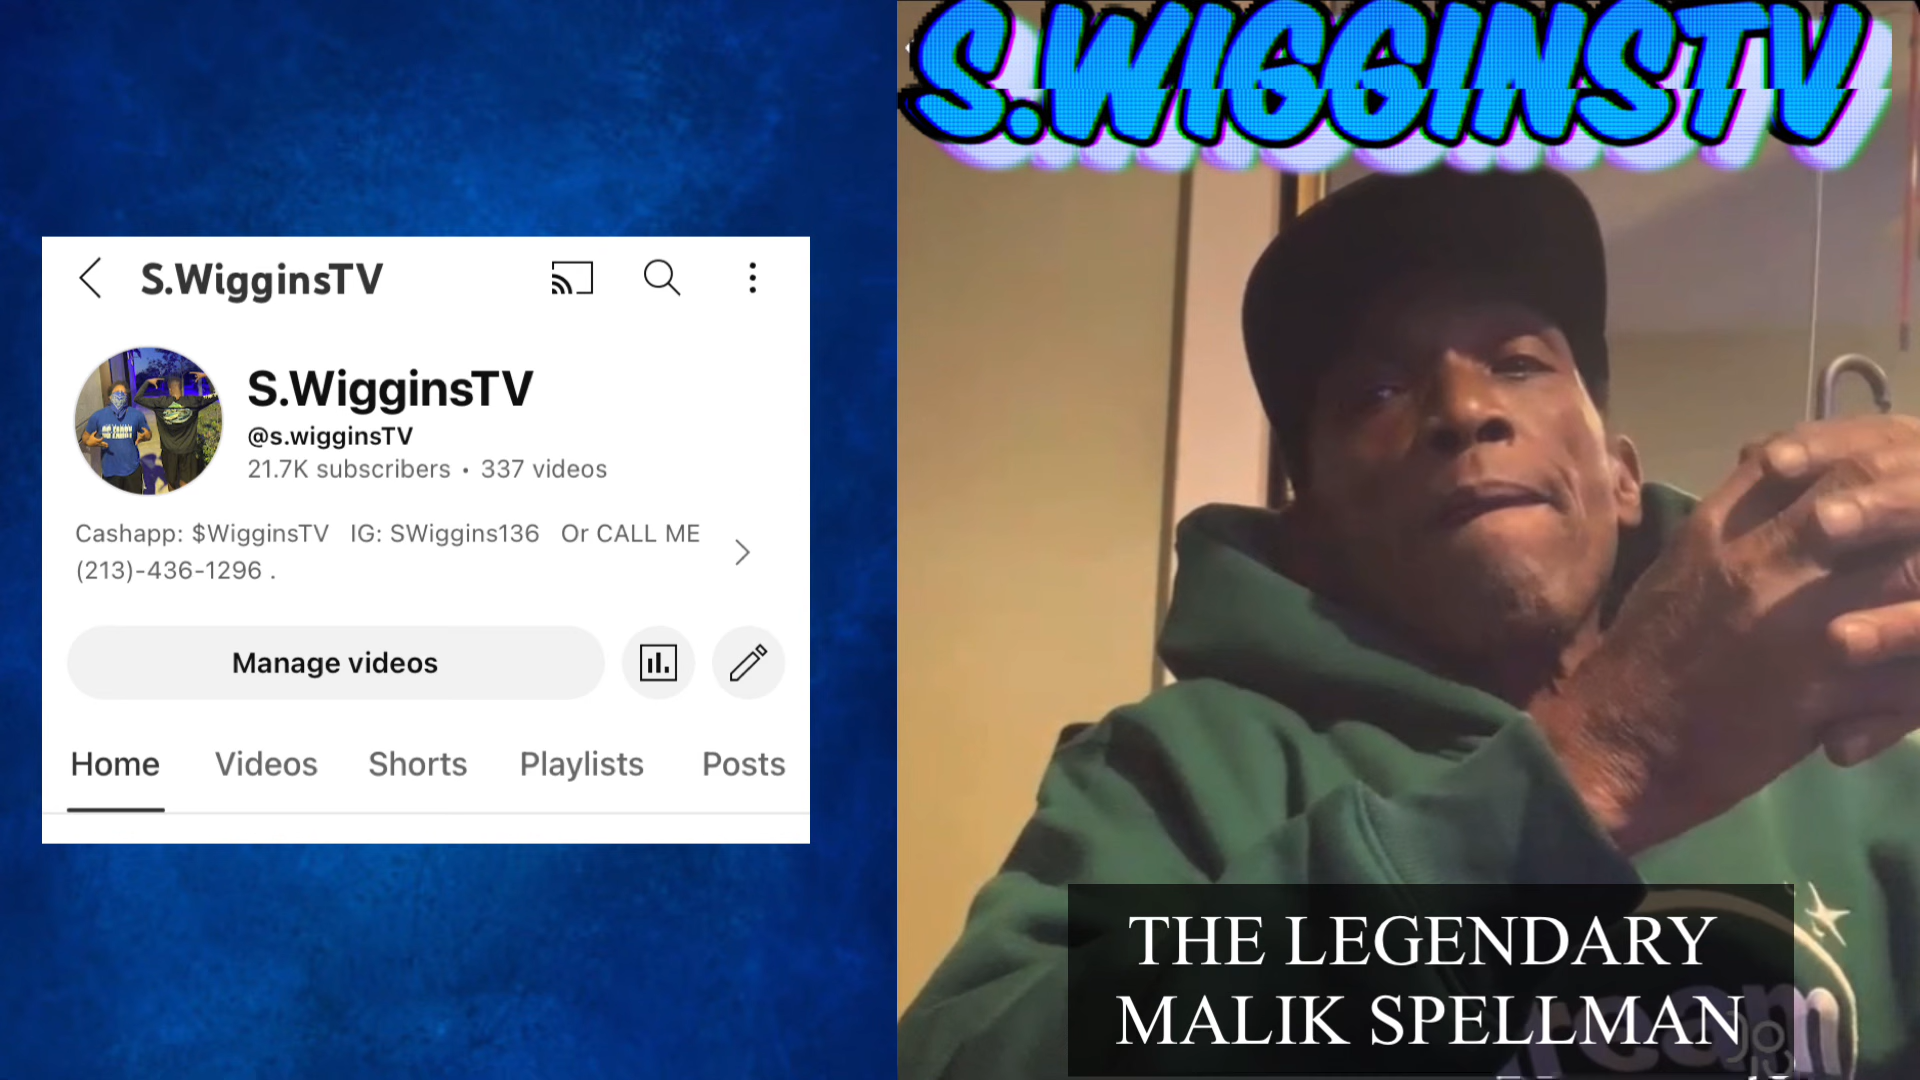 S.WigginsTV
S.WigginsTV
@s.wigginsTV
21.7K subscribers • 337 videos
Cashapp: $WigginsTV IG: SWiggins136 Or CALL ME
(213)-436-1296 .
Manage videos
Home Videos Shorts Playlists Posts
S.WIGGINSTV
THE LEGENDARY
MALIK SPELLMAN